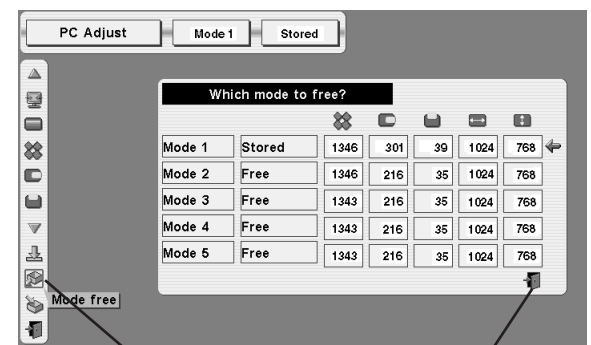 PC Adjust Mode 1 Stored
Which mode to free?
Mode 1 Stored 1346 301 39 1024 768
Mode 2 Free 1346 216 35 1024 768
Mode 3 Free 1343 216 35 1024 768
Mode 4 Free 1343 216 35 1024 768
Mode 5 Free 1343 216 35 1024 768
Mode free